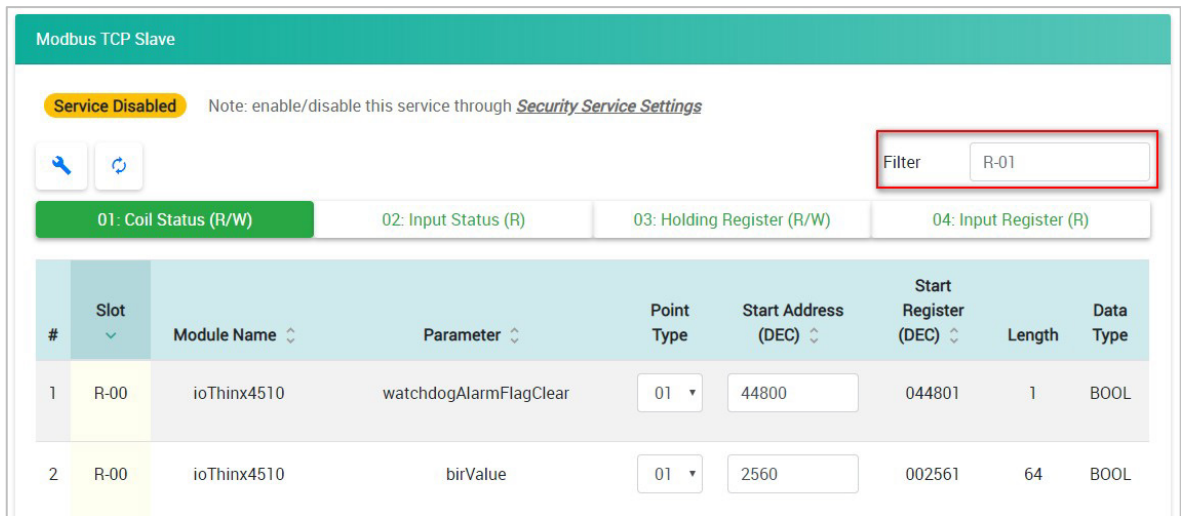 Modbus TCP Slave
Service Disabled Note: enable/disable this service through Security Service Settings
Filter R-01
01: Coil Status (R/W) 02: Input Status (R) 03: Holding Register (R/W) 04: Input Register (R)
# Slot Module Name Parameter Point Type Start Address (DEC) Start Register (DEC) Length Data Type
1 R-00 ioThinx4510 watchdogAlarmFlagClear 01 44800 044801 1 BOOL
2 R-00 ioThinx4510 birValue 01 2560 002561 64 BOOL